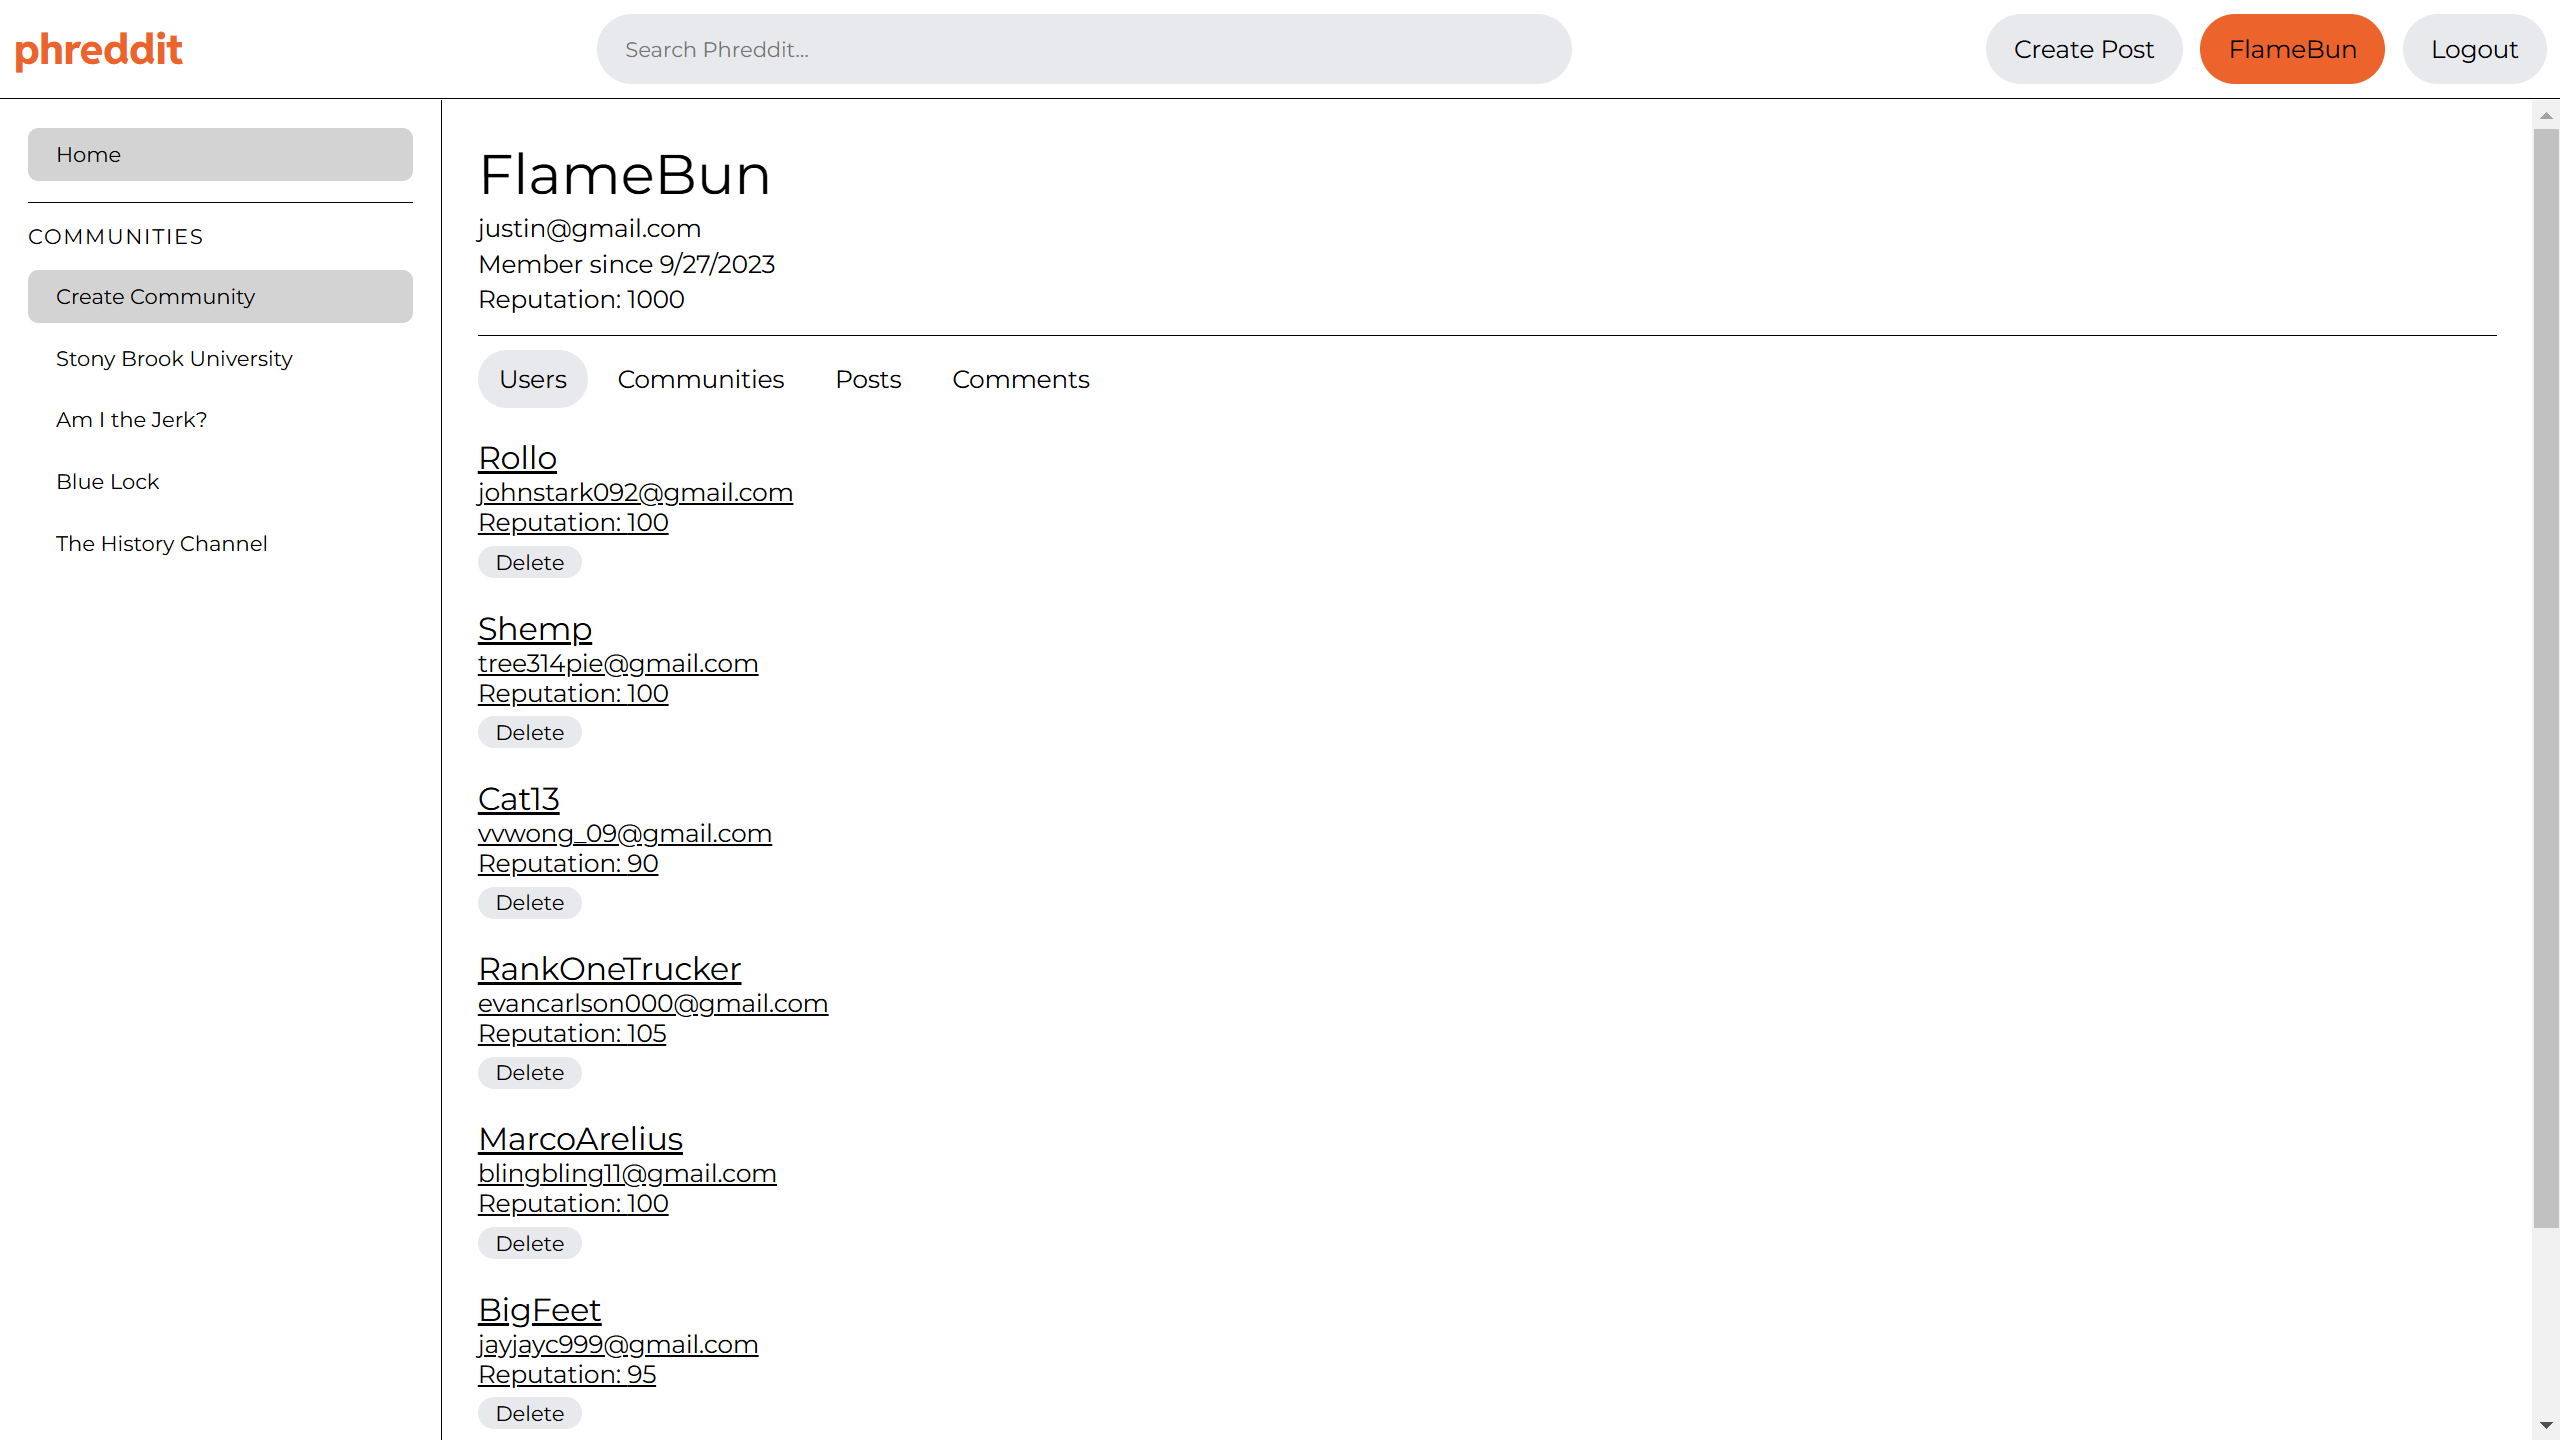 phreddit
Search Phreddit...
Create Post
FlameBun
Logout
Home
COMMUNITIES
Create Community
Stony Brook University
Am I the Jerk?
Blue Lock
The History Channel
FlameBun
justin@gmail.com
Member since 9/27/2023
Reputation: 1000
Users Communities Posts Comments
Rollo
johnstark092@gmail.com
Reputation: 100
Delete
Shemp
tree314pie@gmail.com
Reputation: 100
Delete
Cat13
vvwong_09@gmail.com
Reputation: 90
Delete
RankOneTrucker
evancarlson000@gmail.com
Reputation: 105
Delete
MarcoArelius
blingbling11@gmail.com
Reputation: 100
Delete
BigFeet
jayjayc999@gmail.com
Reputation: 95
Delete